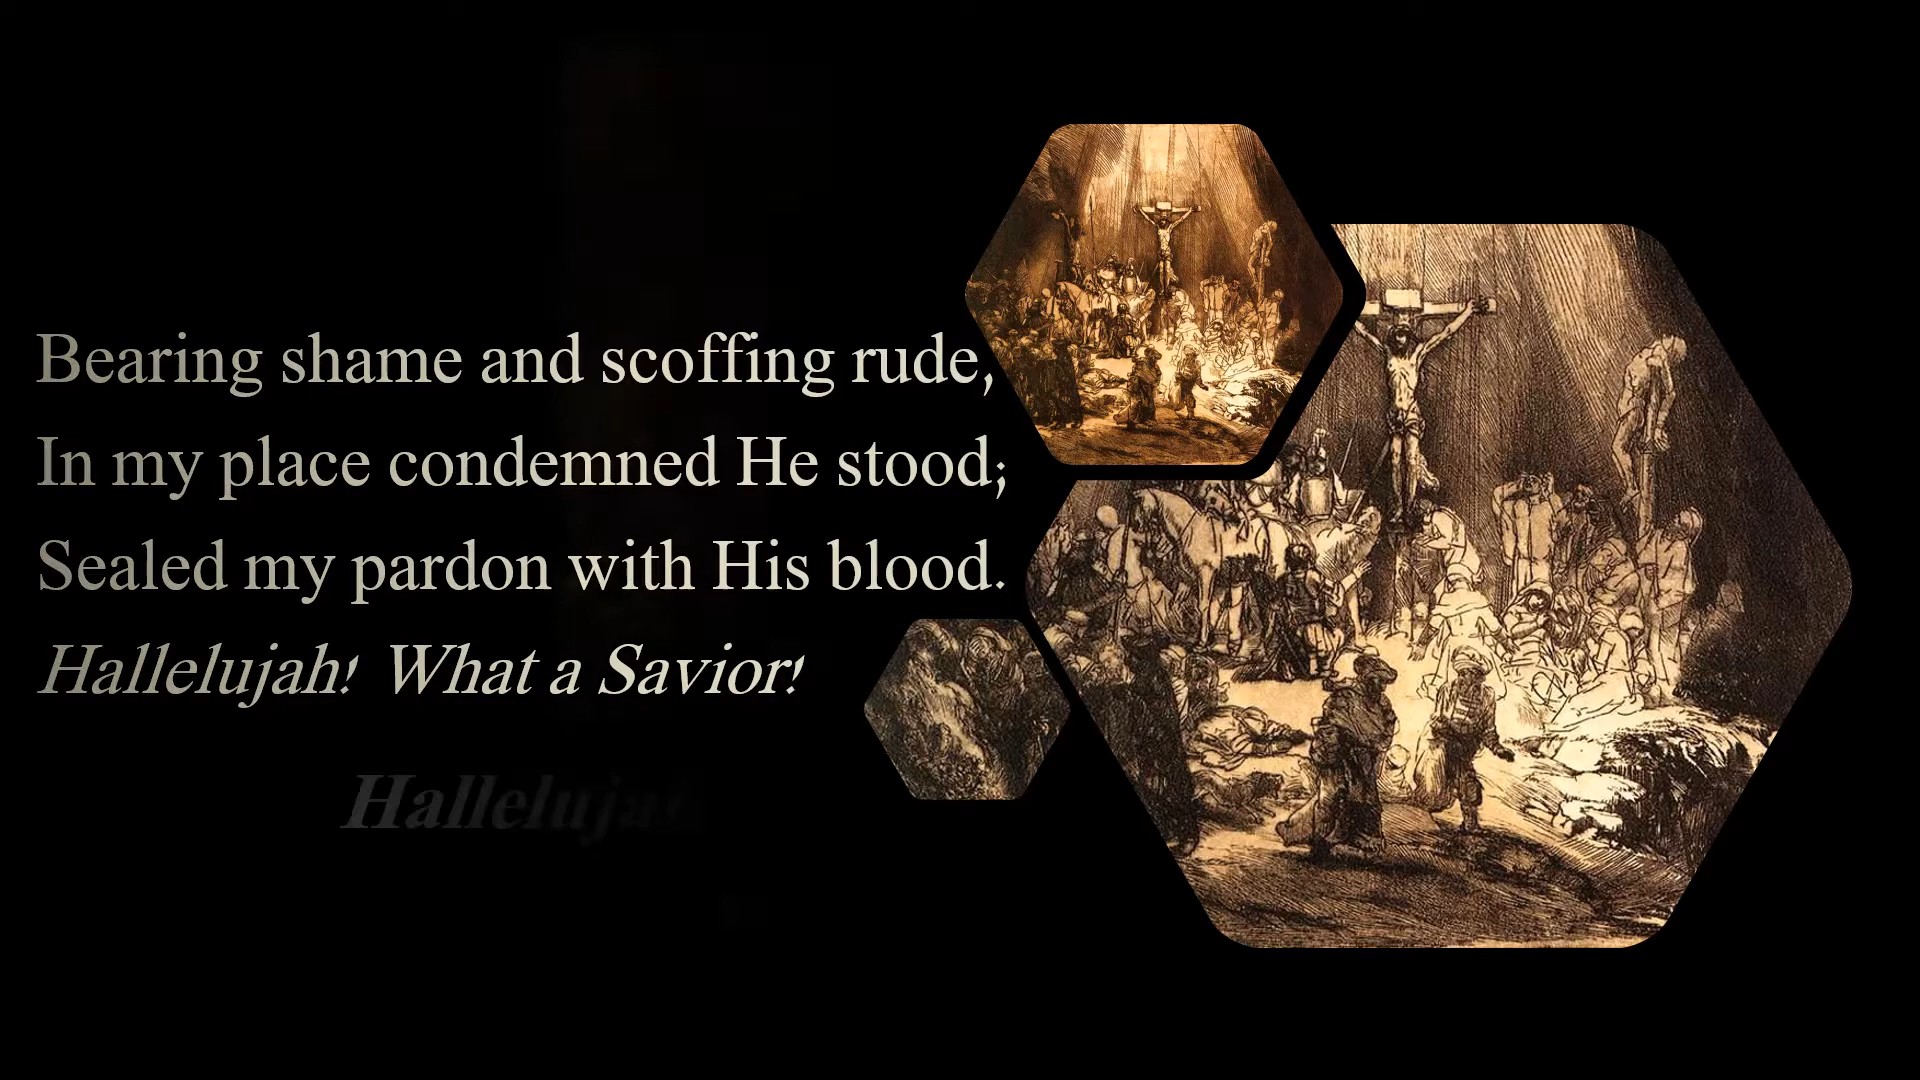 Bearing shame and scoffing rude,
In my place condemned He stood;
Sealed my pardon with His blood.
Hallelujah! What a Savior!
Hallelujah